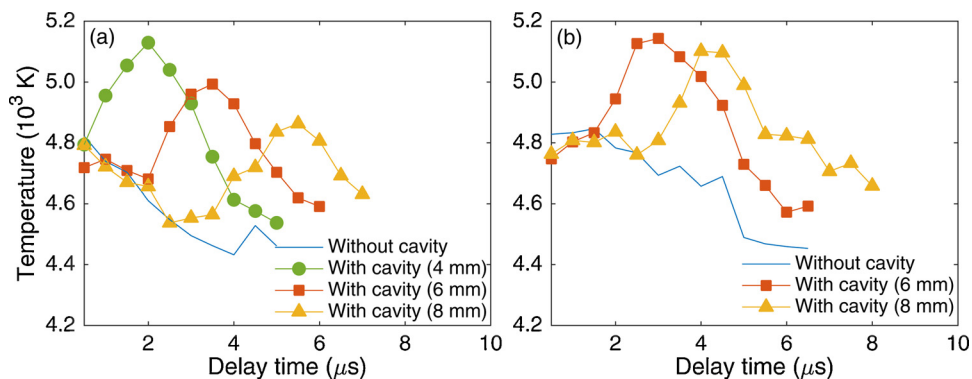 (a)
5.2
5.0
4.8
4.6
4.4
4.2
Temperature (10³ K)
Without cavity
With cavity (4 mm)
With cavity (6 mm)
With cavity (8 mm)
2 4 6 8 10
Delay time (μs)
(b)
5.2
5.0
4.8
4.6
4.4
4.2
Without cavity
With cavity (6 mm)
With cavity (8 mm)
2 4 6 8 10
Delay time (μs)